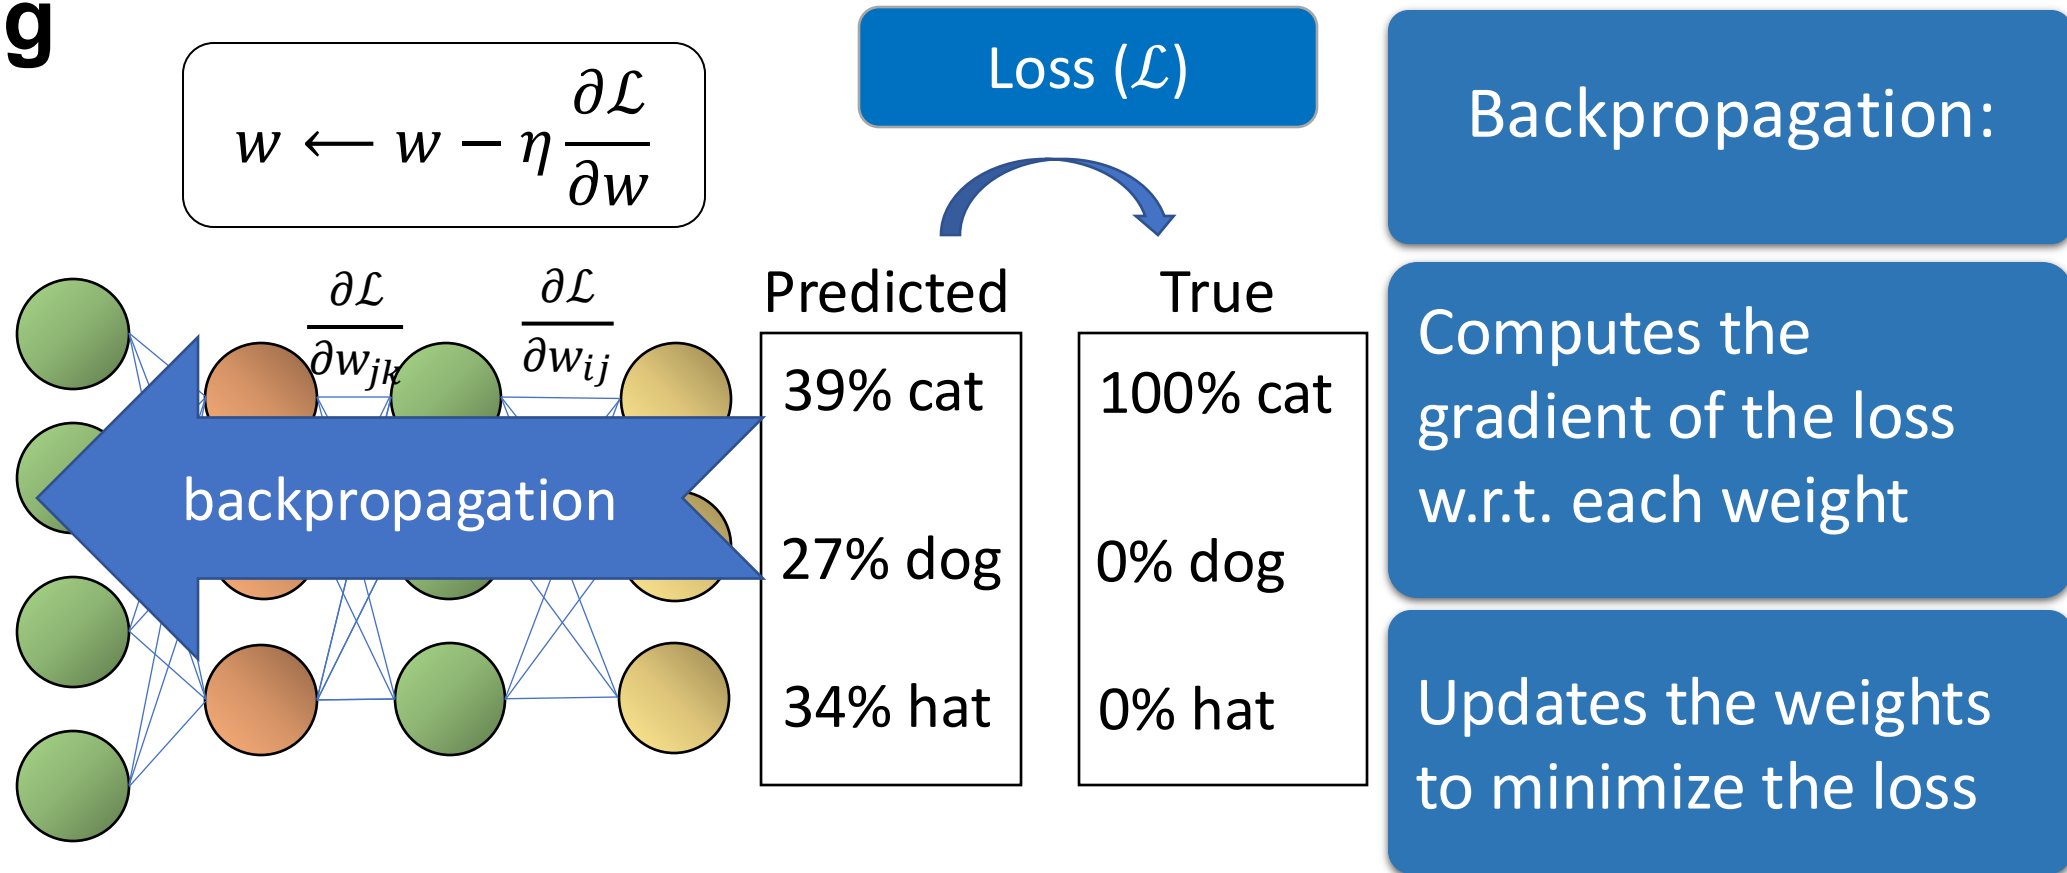 g
w ← w − η ∂ℒ/∂w
Loss (ℒ)
Backpropagation:
∂ℒ/∂w_jk
∂ℒ/∂w_ij
Predicted
True
39% cat
100% cat
27% dog
0% dog
34% hat
0% hat
backpropagation
Computes the
gradient of the loss
w.r.t. each weight
Updates the weights
to minimize the loss